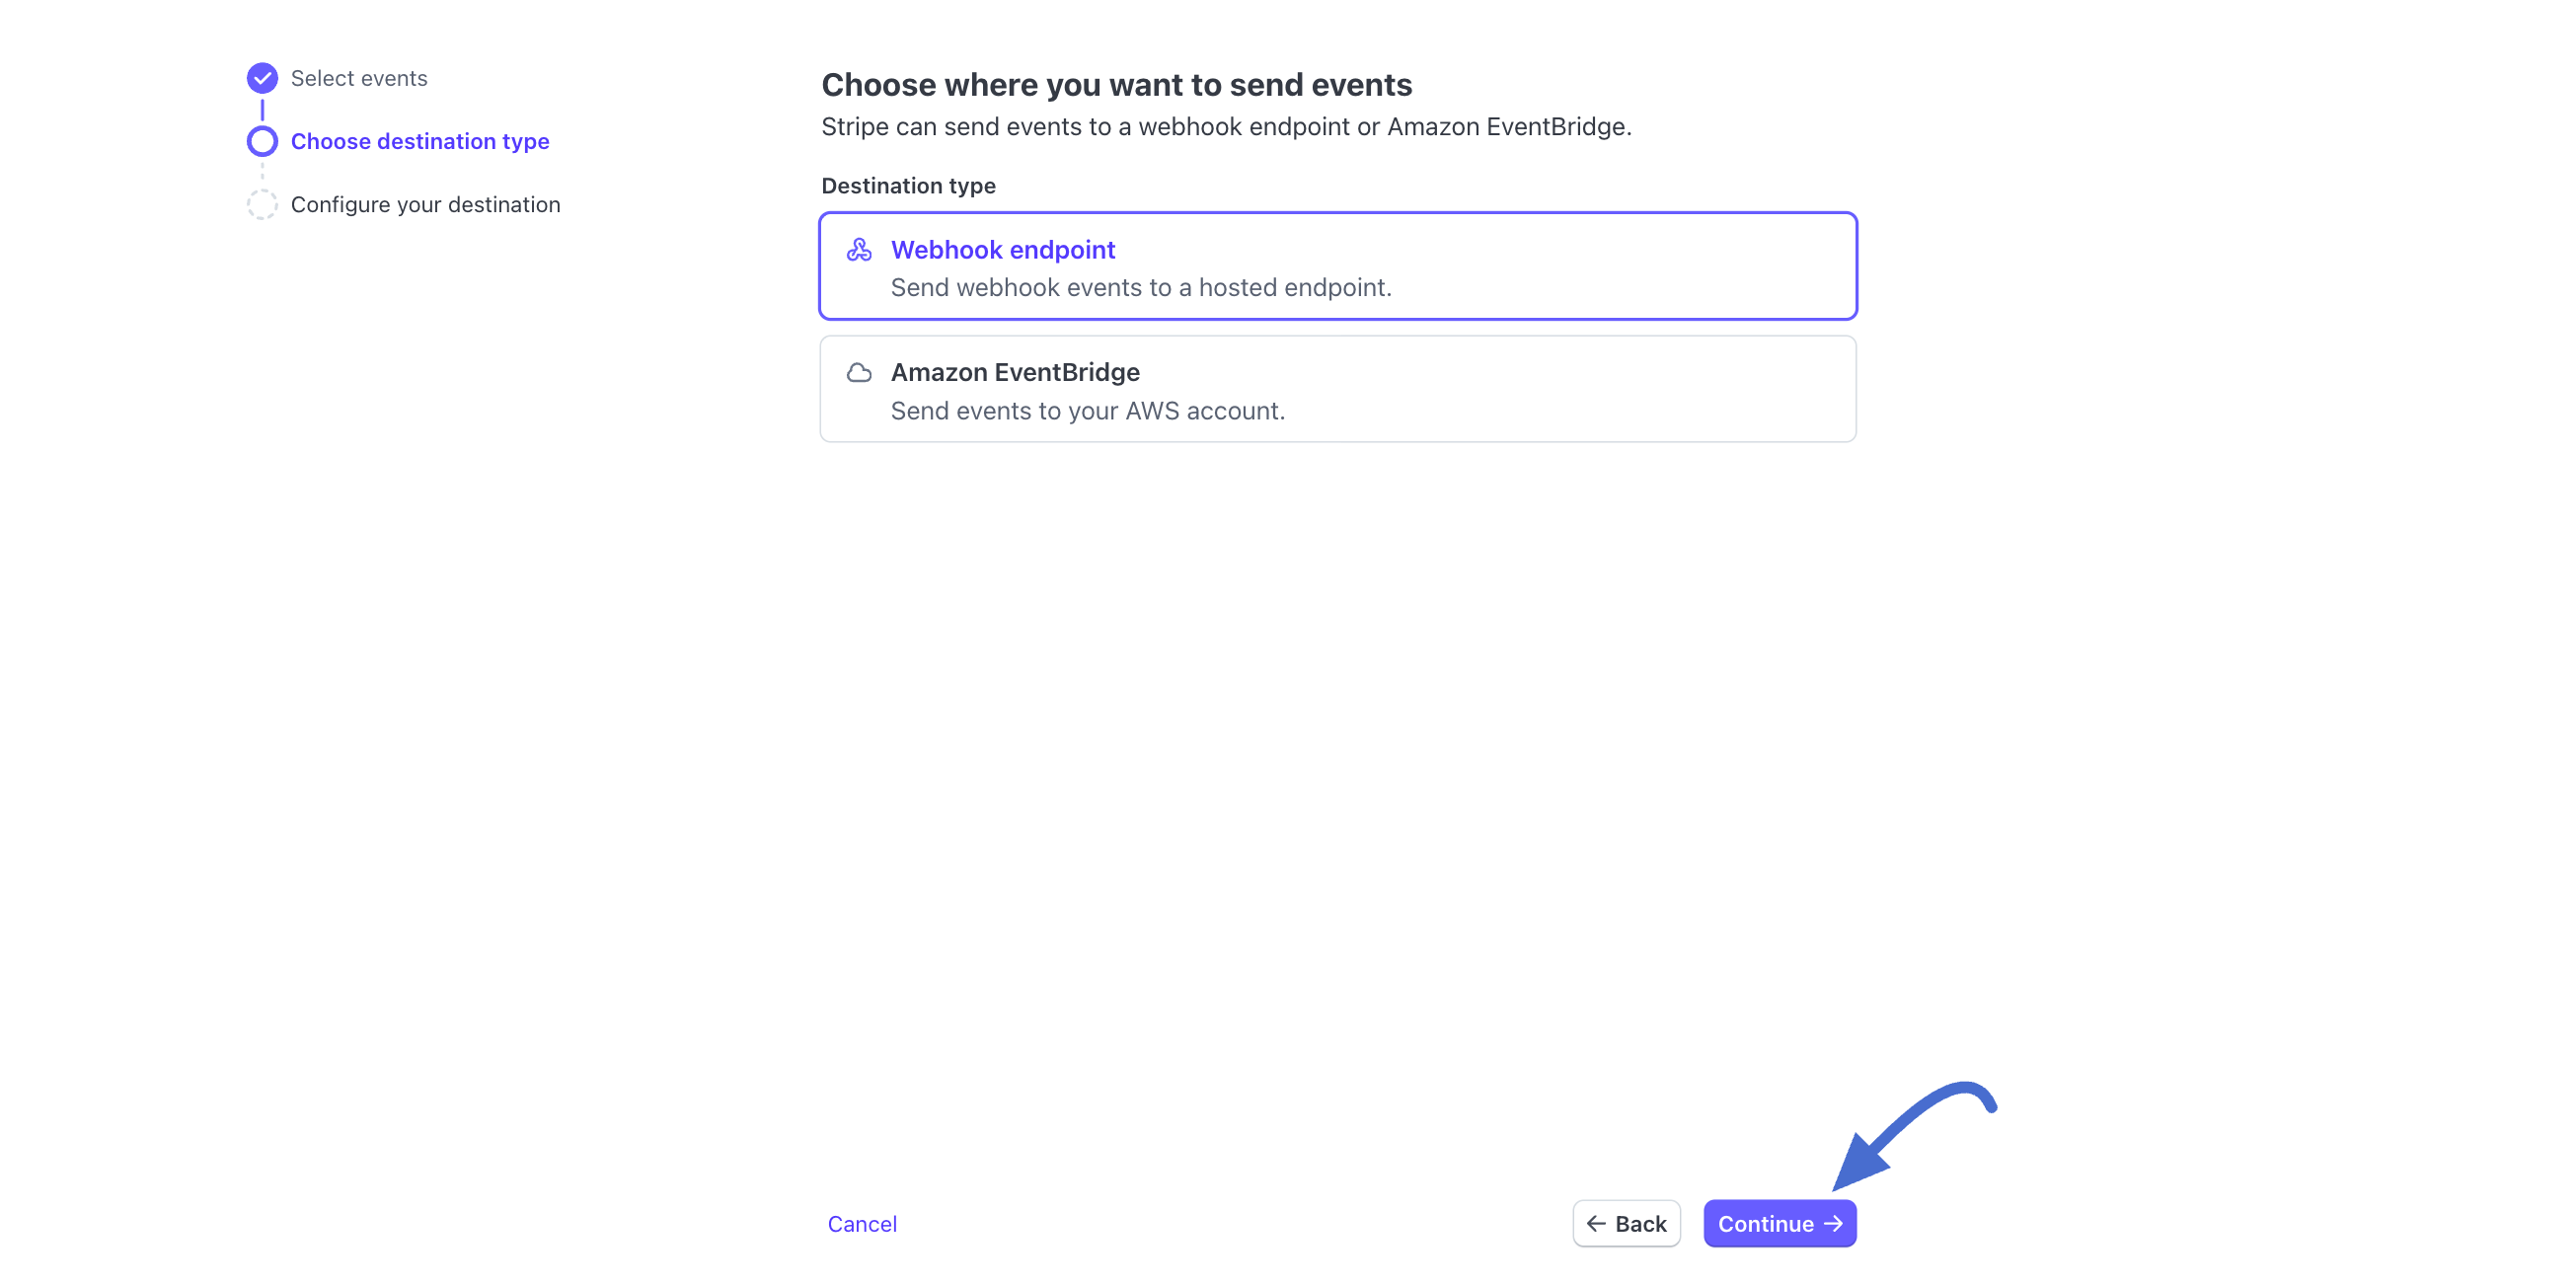 Select events
Choose destination type
Configure your destination
Choose where you want to send events
Stripe can send events to a webhook endpoint or Amazon EventBridge.
Destination type
Webhook endpoint
Send webhook events to a hosted endpoint.
Amazon EventBridge
Send events to your AWS account.
Cancel
Back
Continue